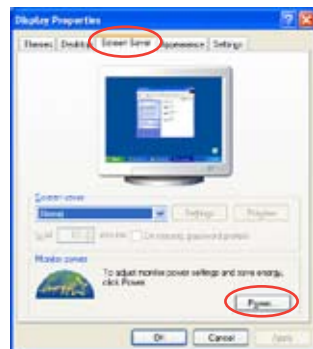 Display Properties
Themes Desktop Screen Saver Appearance Settings
Screen saver
(None) Settings Preview
Wait 10 minutes On resume, password protect
Monitor power
To adjust monitor power settings and save energy,
click Power.
Power...
OK Cancel Apply